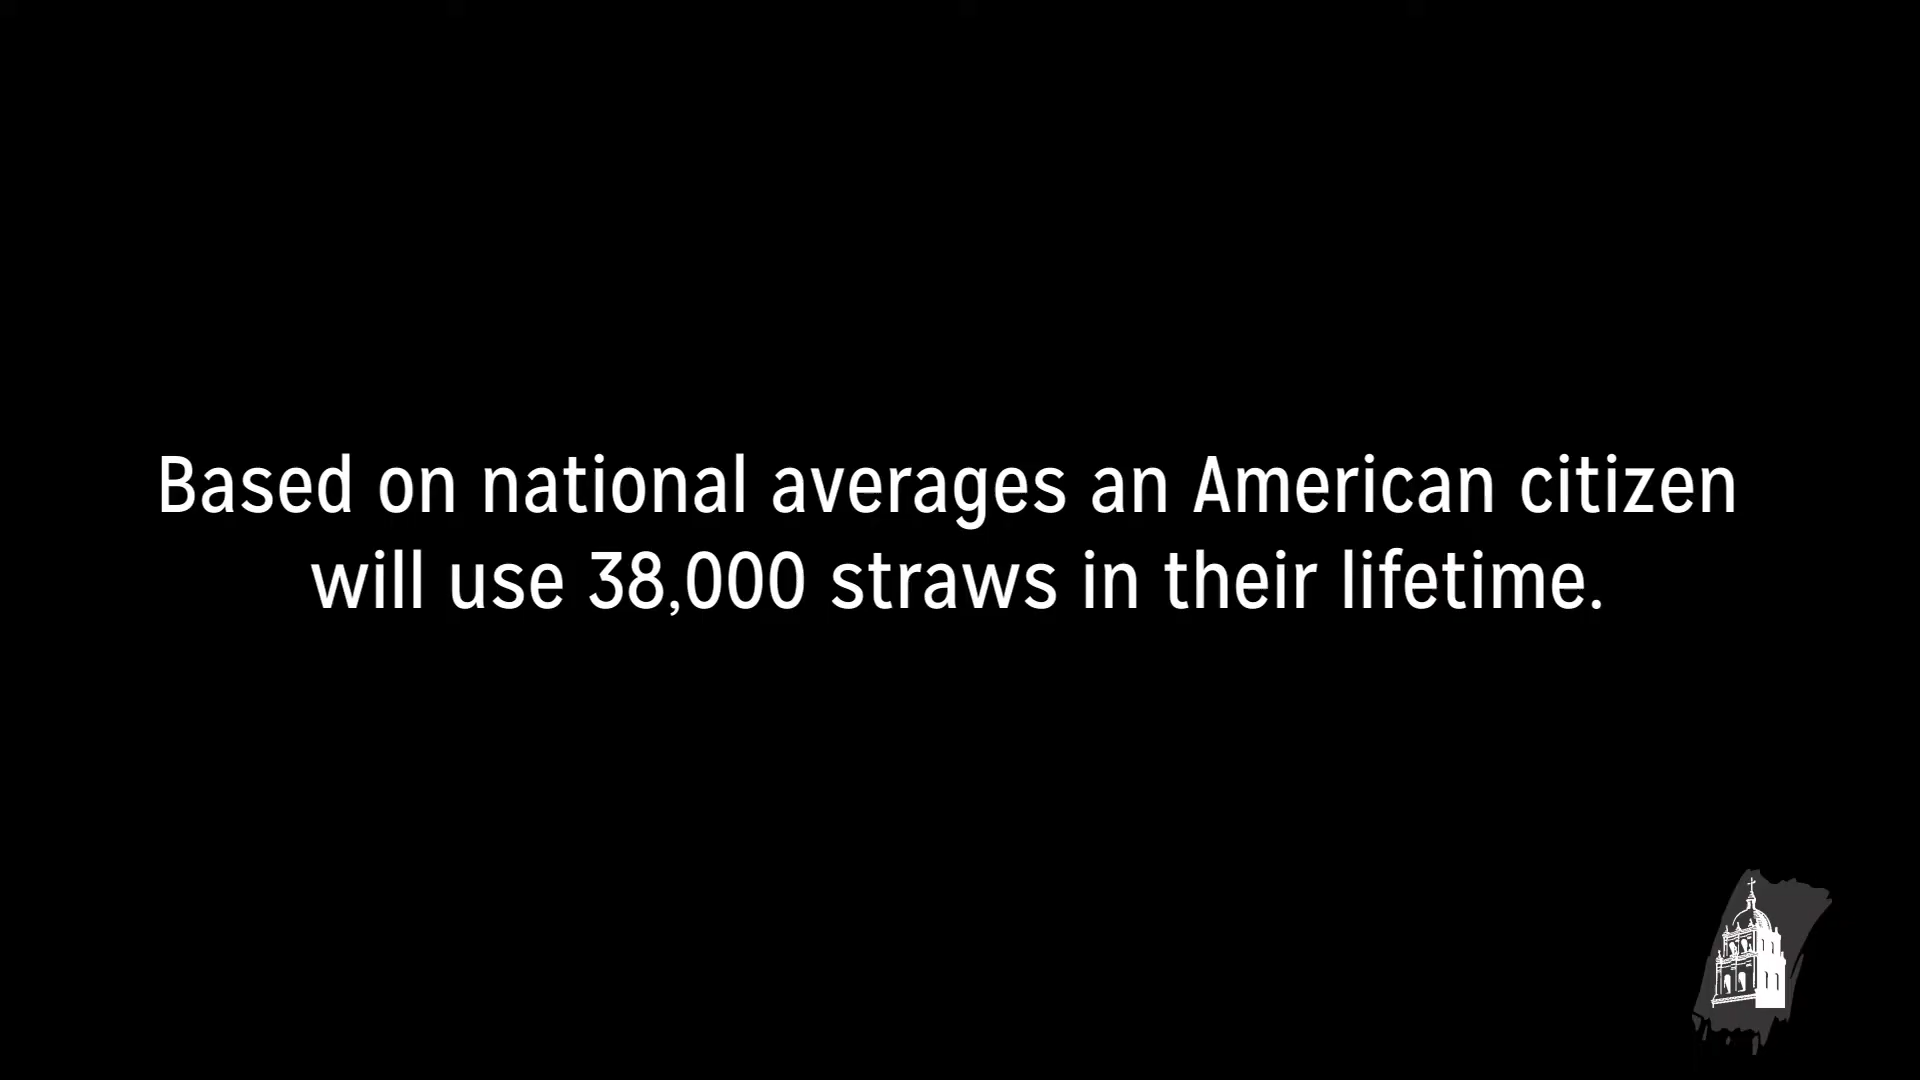 Based on national averages an American citizen
will use 38,000 straws in their lifetime.